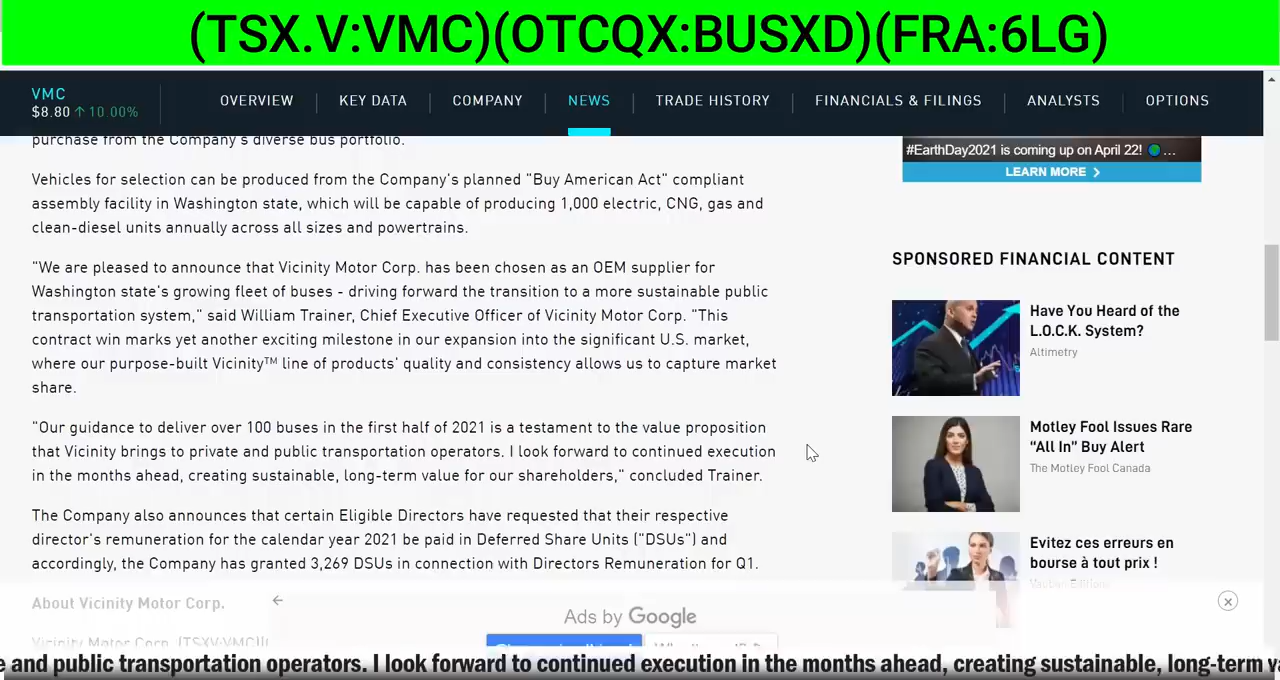 (TSX.V:VMC)(OTCQX:BUSXD)(FRA:6LG)
VMC
$8.80 ↑ 10.00%
OVERVIEW
KEY DATA
COMPANY
NEWS
TRADE HISTORY
FINANCIALS & FILINGS
ANALYSTS
OPTIONS
purchase from the Company's diverse bus portfolio.
Vehicles for selection can be produced from the Company's planned "Buy American Act" compliant
assembly facility in Washington state, which will be capable of producing 1,000 electric, CNG, gas and
clean-diesel units annually across all sizes and powertrains.
"We are pleased to announce that Vicinity Motor Corp. has been chosen as an OEM supplier for
Washington state's growing fleet of buses - driving forward the transition to a more sustainable public
transportation system," said William Trainer, Chief Executive Officer of Vicinity Motor Corp. "This
contract win marks yet another exciting milestone in our expansion into the significant U.S. market,
where our purpose-built Vicinity™ line of products' quality and consistency allows us to capture market
share.
"Our guidance to deliver over 100 buses in the first half of 2021 is a testament to the value proposition
that Vicinity brings to private and public transportation operators. I look forward to continued execution
in the months ahead, creating sustainable, long-term value for our shareholders," concluded Trainer.
The Company also announces that certain Eligible Directors have requested that their respective
director's remuneration for the calendar year 2021 be paid in Deferred Share Units ("DSUs") and
accordingly, the Company has granted 3,269 DSUs in connection with Directors Remuneration for Q1.
About Vicinity Motor Corp.
Vicinity Motor Corp. (TSXV:VMC)
#EarthDay2021 is coming up on April 22! 🌎 ...
LEARN MORE >
SPONSORED FINANCIAL CONTENT
Have You Heard of the
L.O.C.K. System?
Altimetry
Motley Fool Issues Rare
“All In” Buy Alert
The Motley Fool Canada
Evitez ces erreurs en
bourse à tout prix !
Vauban Editions
Ads by Google
e and public transportation operators. I look forward to continued execution in the months ahead, creating sustainable, long-term va